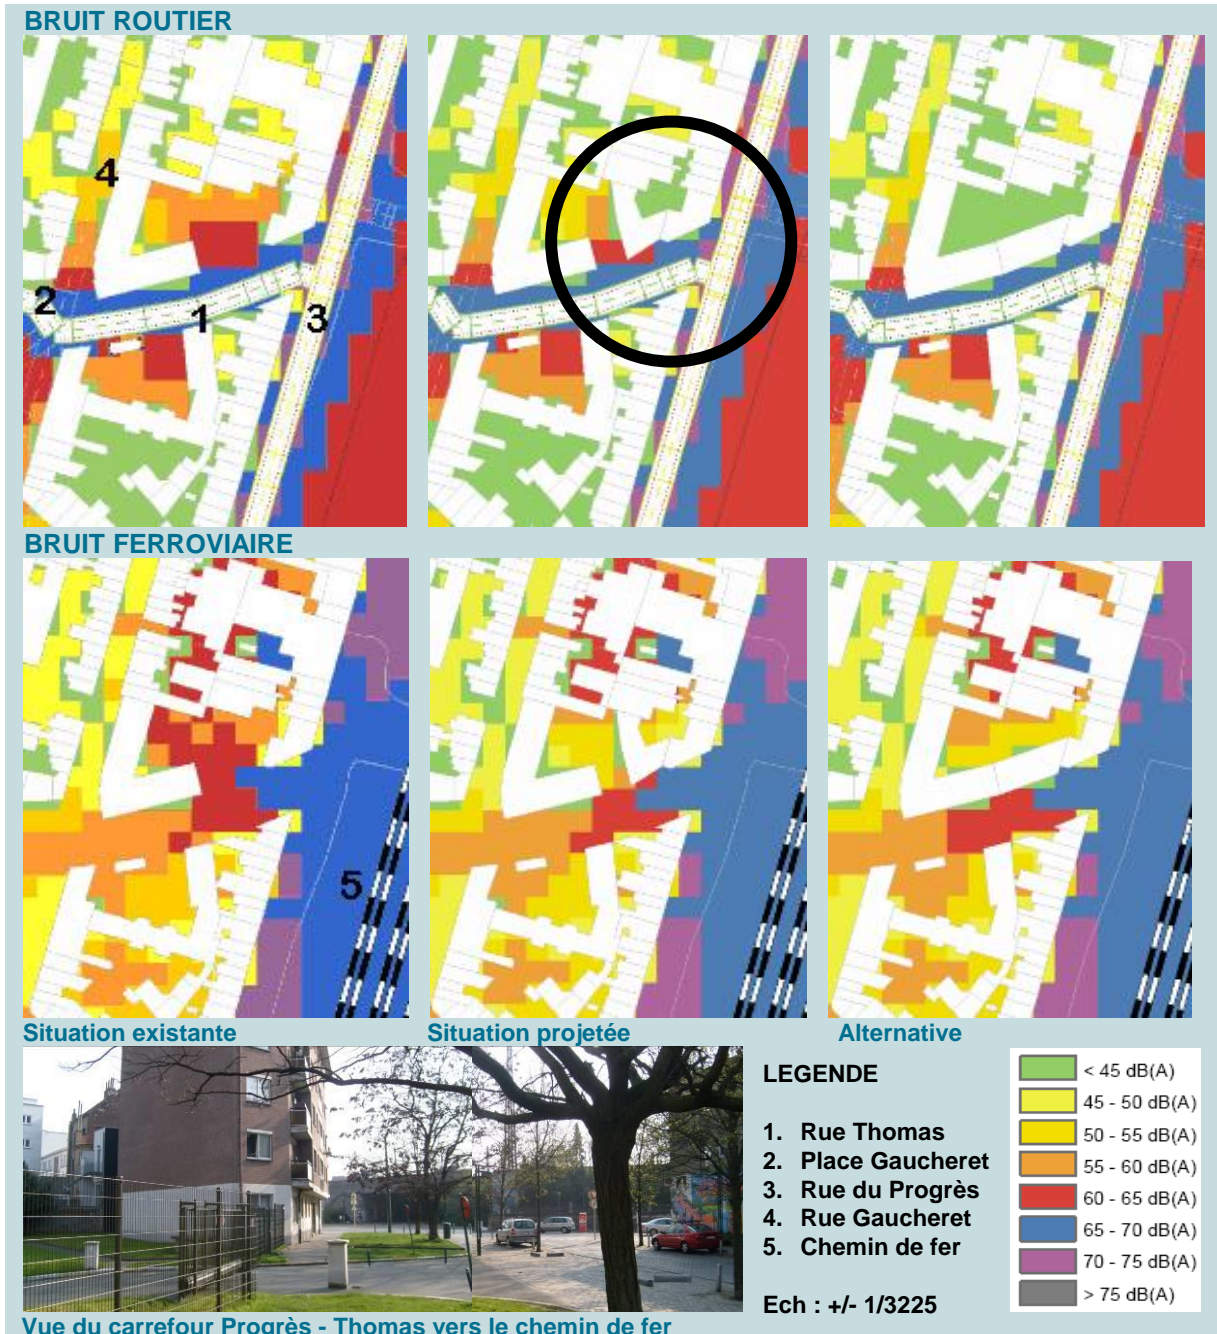 BRUIT ROUTIER
4
2
1
3
BRUIT FERROVIAIRE
5
Situation existante
Situation projetée
Alternative
LEGENDE
1. Rue Thomas
2. Place Gaucheret
3. Rue du Progrès
4. Rue Gaucheret
5. Chemin de fer
Ech : +/- 1/3225
< 45 dB(A)
45 - 50 dB(A)
50 - 55 dB(A)
55 - 60 dB(A)
60 - 65 dB(A)
65 - 70 dB(A)
70 - 75 dB(A)
> 75 dB(A)
Vue du carrefour Progrès - Thomas vers le chemin de fer